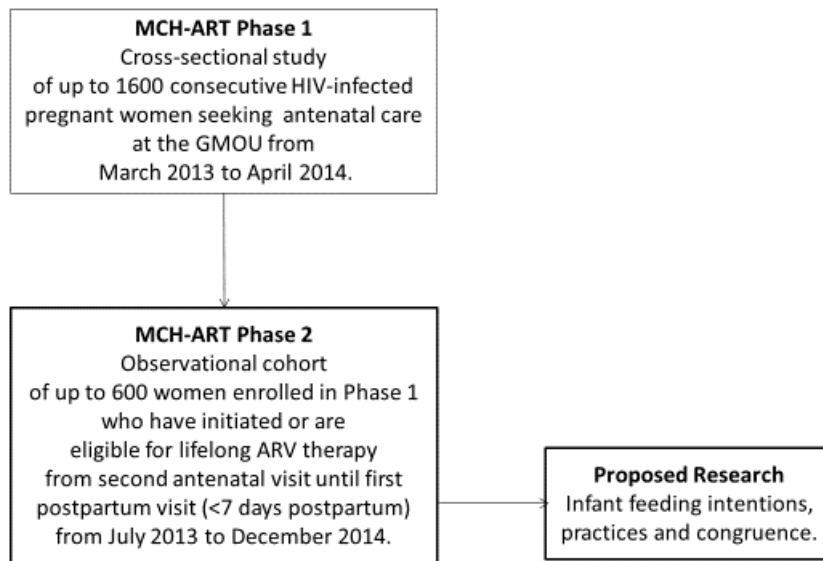 MCH-ART Phase 1
Cross-sectional study
of up to 1600 consecutive HIV-infected
pregnant women seeking antenatal care
at the GMOU from
March 2013 to April 2014.
MCH-ART Phase 2
Observational cohort
of up to 600 women enrolled in Phase 1
who have initiated or are
eligible for lifelong ARV therapy
from second antenatal visit until first
postpartum visit (<7 days postpartum)
from July 2013 to December 2014.
Proposed Research
Infant feeding intentions,
practices and congruence.